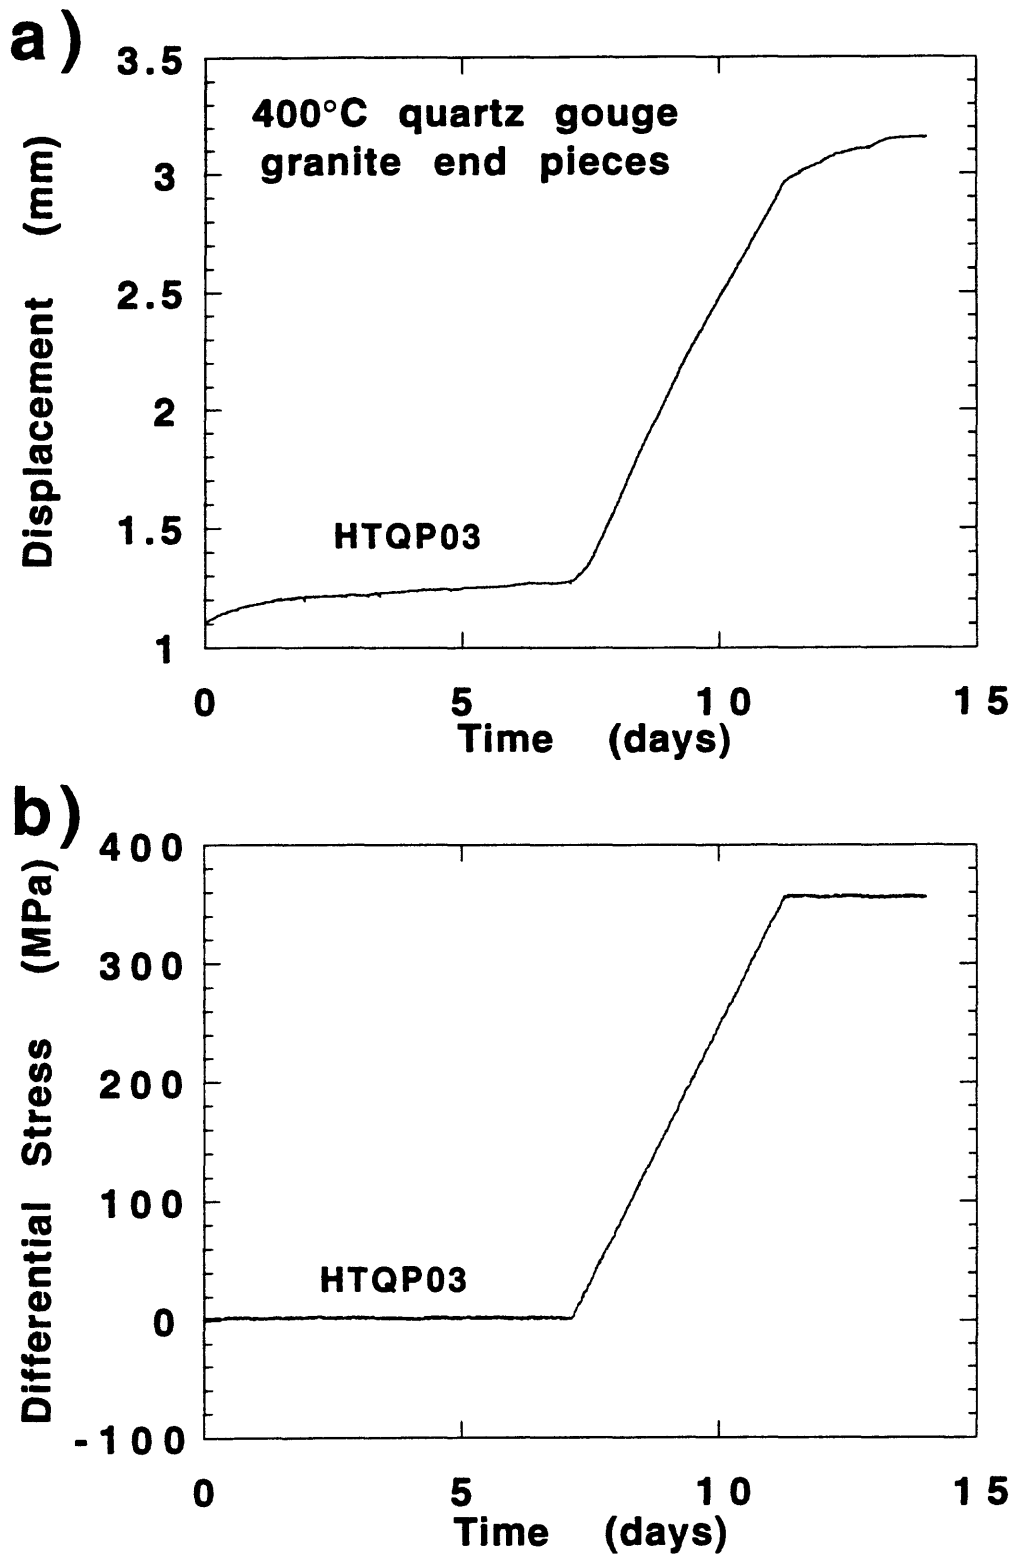 a)
3.5
3
2.5
2
1.5
1
Displacement (mm)
400°C quartz gouge
granite end pieces
HTQP03
0 5 10 15
Time (days)
b)
400
300
200
100
0
-100
Differential Stress (MPa)
HTQP03
0 5 10 15
Time (days)